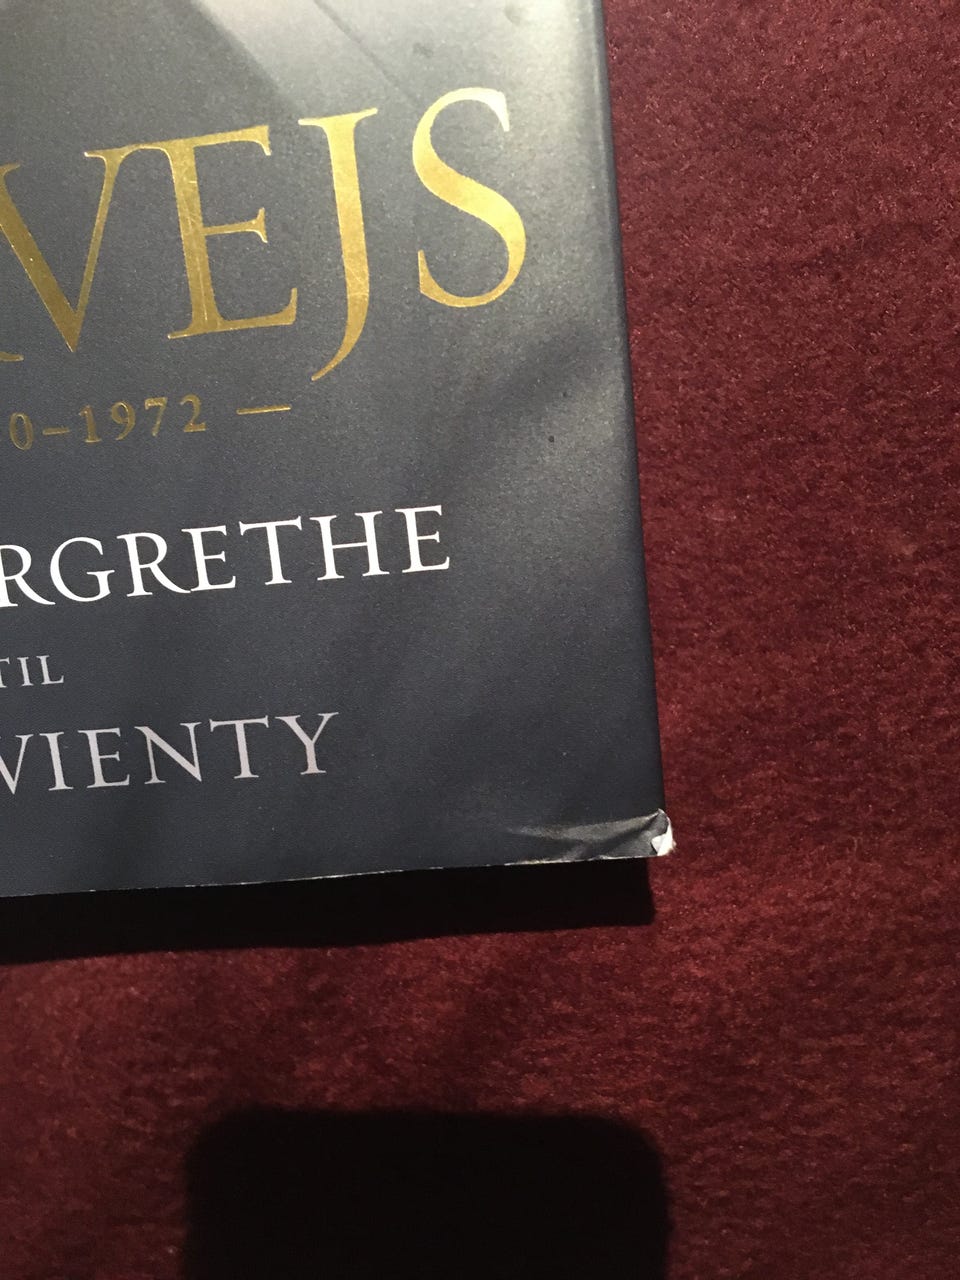 VEJS
0–1972 —
RGRETHE
TIL
VIENTY